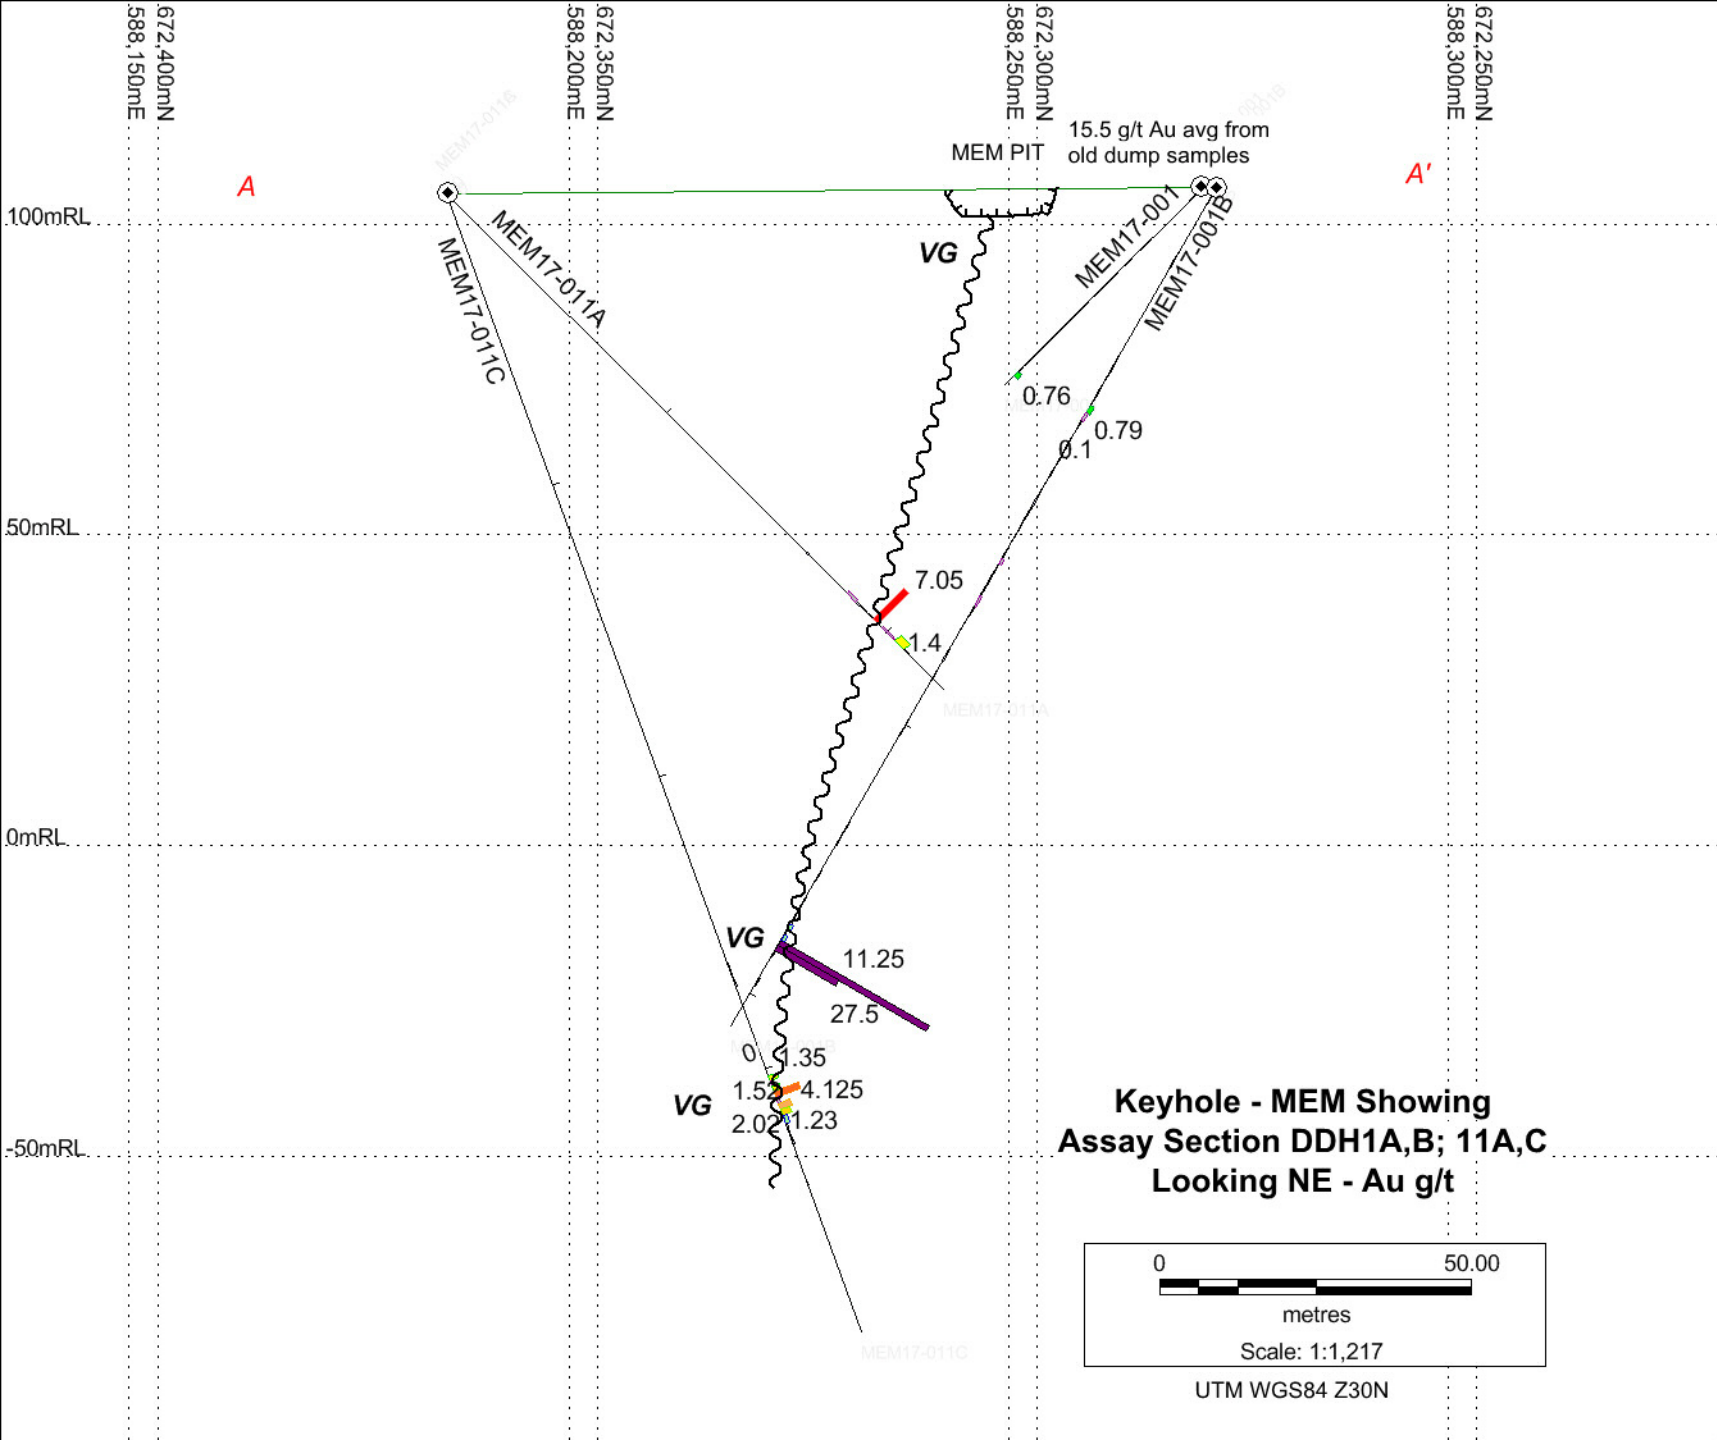 588,150mE
672,400mN
588,200mE
672,350mN
588,250mE
672,300mN
588,300mE
672,250mN
15.5 g/t Au avg from
old dump samples
MEM PIT
A
A'
100mRL
MEM17-011A
MEM17-011C
VG
MEM17-001
MEM17-001B
0.76
0.79
0.1
50mRL
7.05
1.4
MEM17-011A
0mRL
VG
11.25
27.5
0
1.35
1.52
4.125
VG
2.02
1.23
-50mRL
Keyhole - MEM Showing
Assay Section DDH1A,B; 11A,C
Looking NE - Au g/t
0
50.00
metres
Scale: 1:1,217
MEM17-011C
UTM WGS84 Z30N